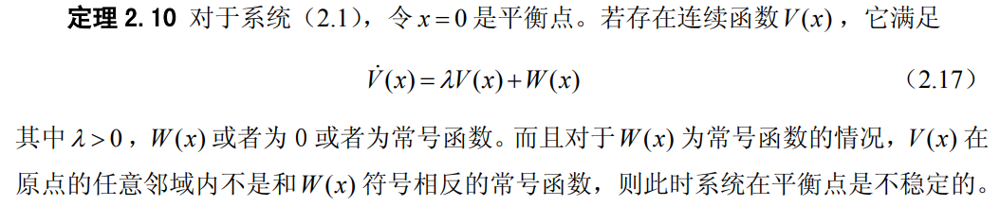 定理 2.10 对于系统（2.1），令 x = 0 是平衡点。若存在连续函数 V(x)，它满足
V̇(x) = λV(x) + W(x) （2.17）
其中 λ > 0，W(x) 或者为 0 或者为常号函数。而且对于 W(x) 为常号函数的情况，V(x) 在
原点的任意邻域内不是和 W(x) 符号相反的常号函数，则此时系统在平衡点是不稳定的。